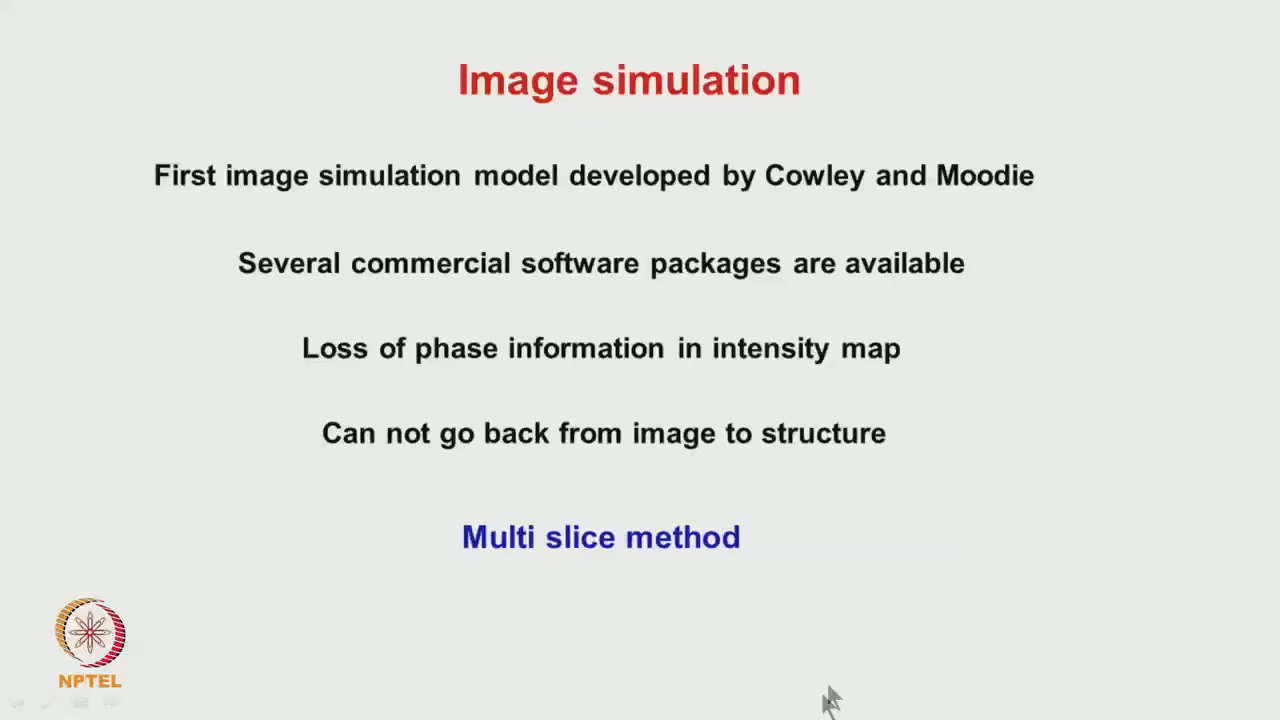 Image simulation
First image simulation model developed by Cowley and Moodie
Several commercial software packages are available
Loss of phase information in intensity map
Can not go back from image to structure
Multi slice method
NPTEL